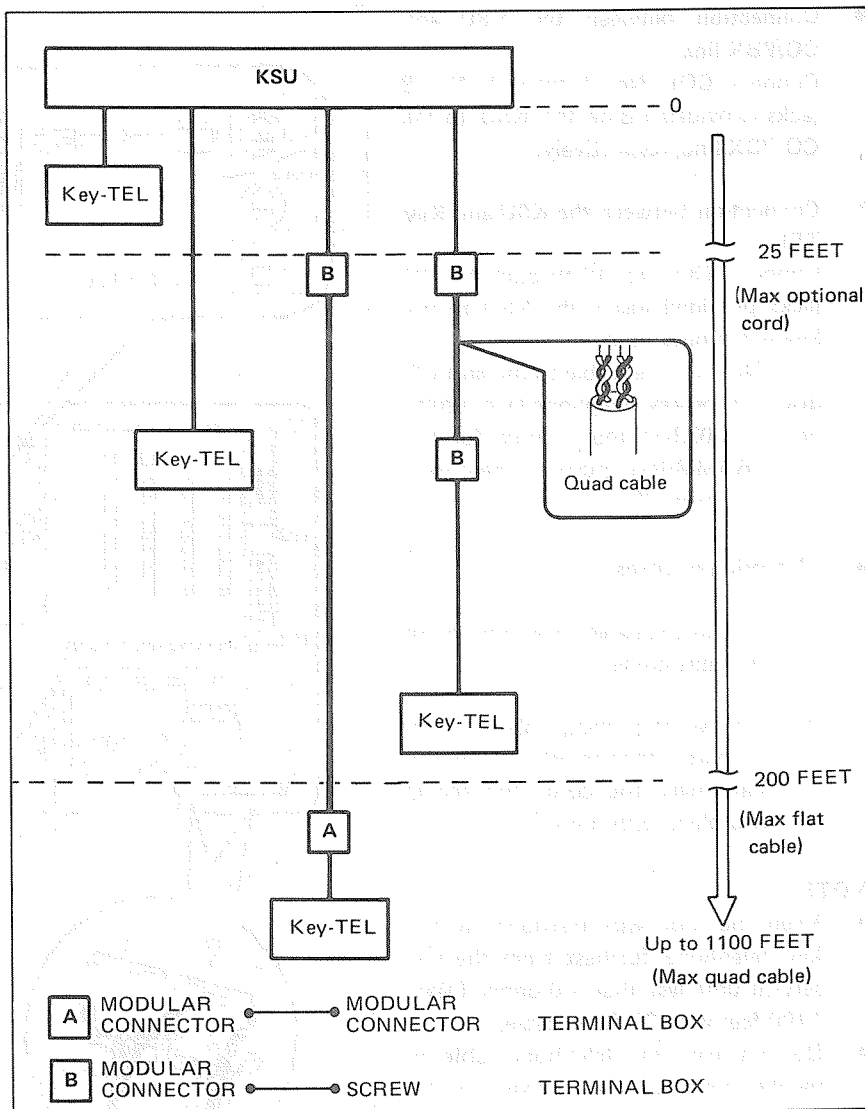 KSU
0
Key-TEL
25 FEET
(Max optional
cord)
B
B
Quad cable
Key-TEL
B
Key-TEL
200 FEET
(Max flat
cable)
A
Key-TEL
Up to 1100 FEET
(Max quad cable)
A MODULAR CONNECTOR MODULAR CONNECTOR TERMINAL BOX
B MODULAR CONNECTOR SCREW TERMINAL BOX